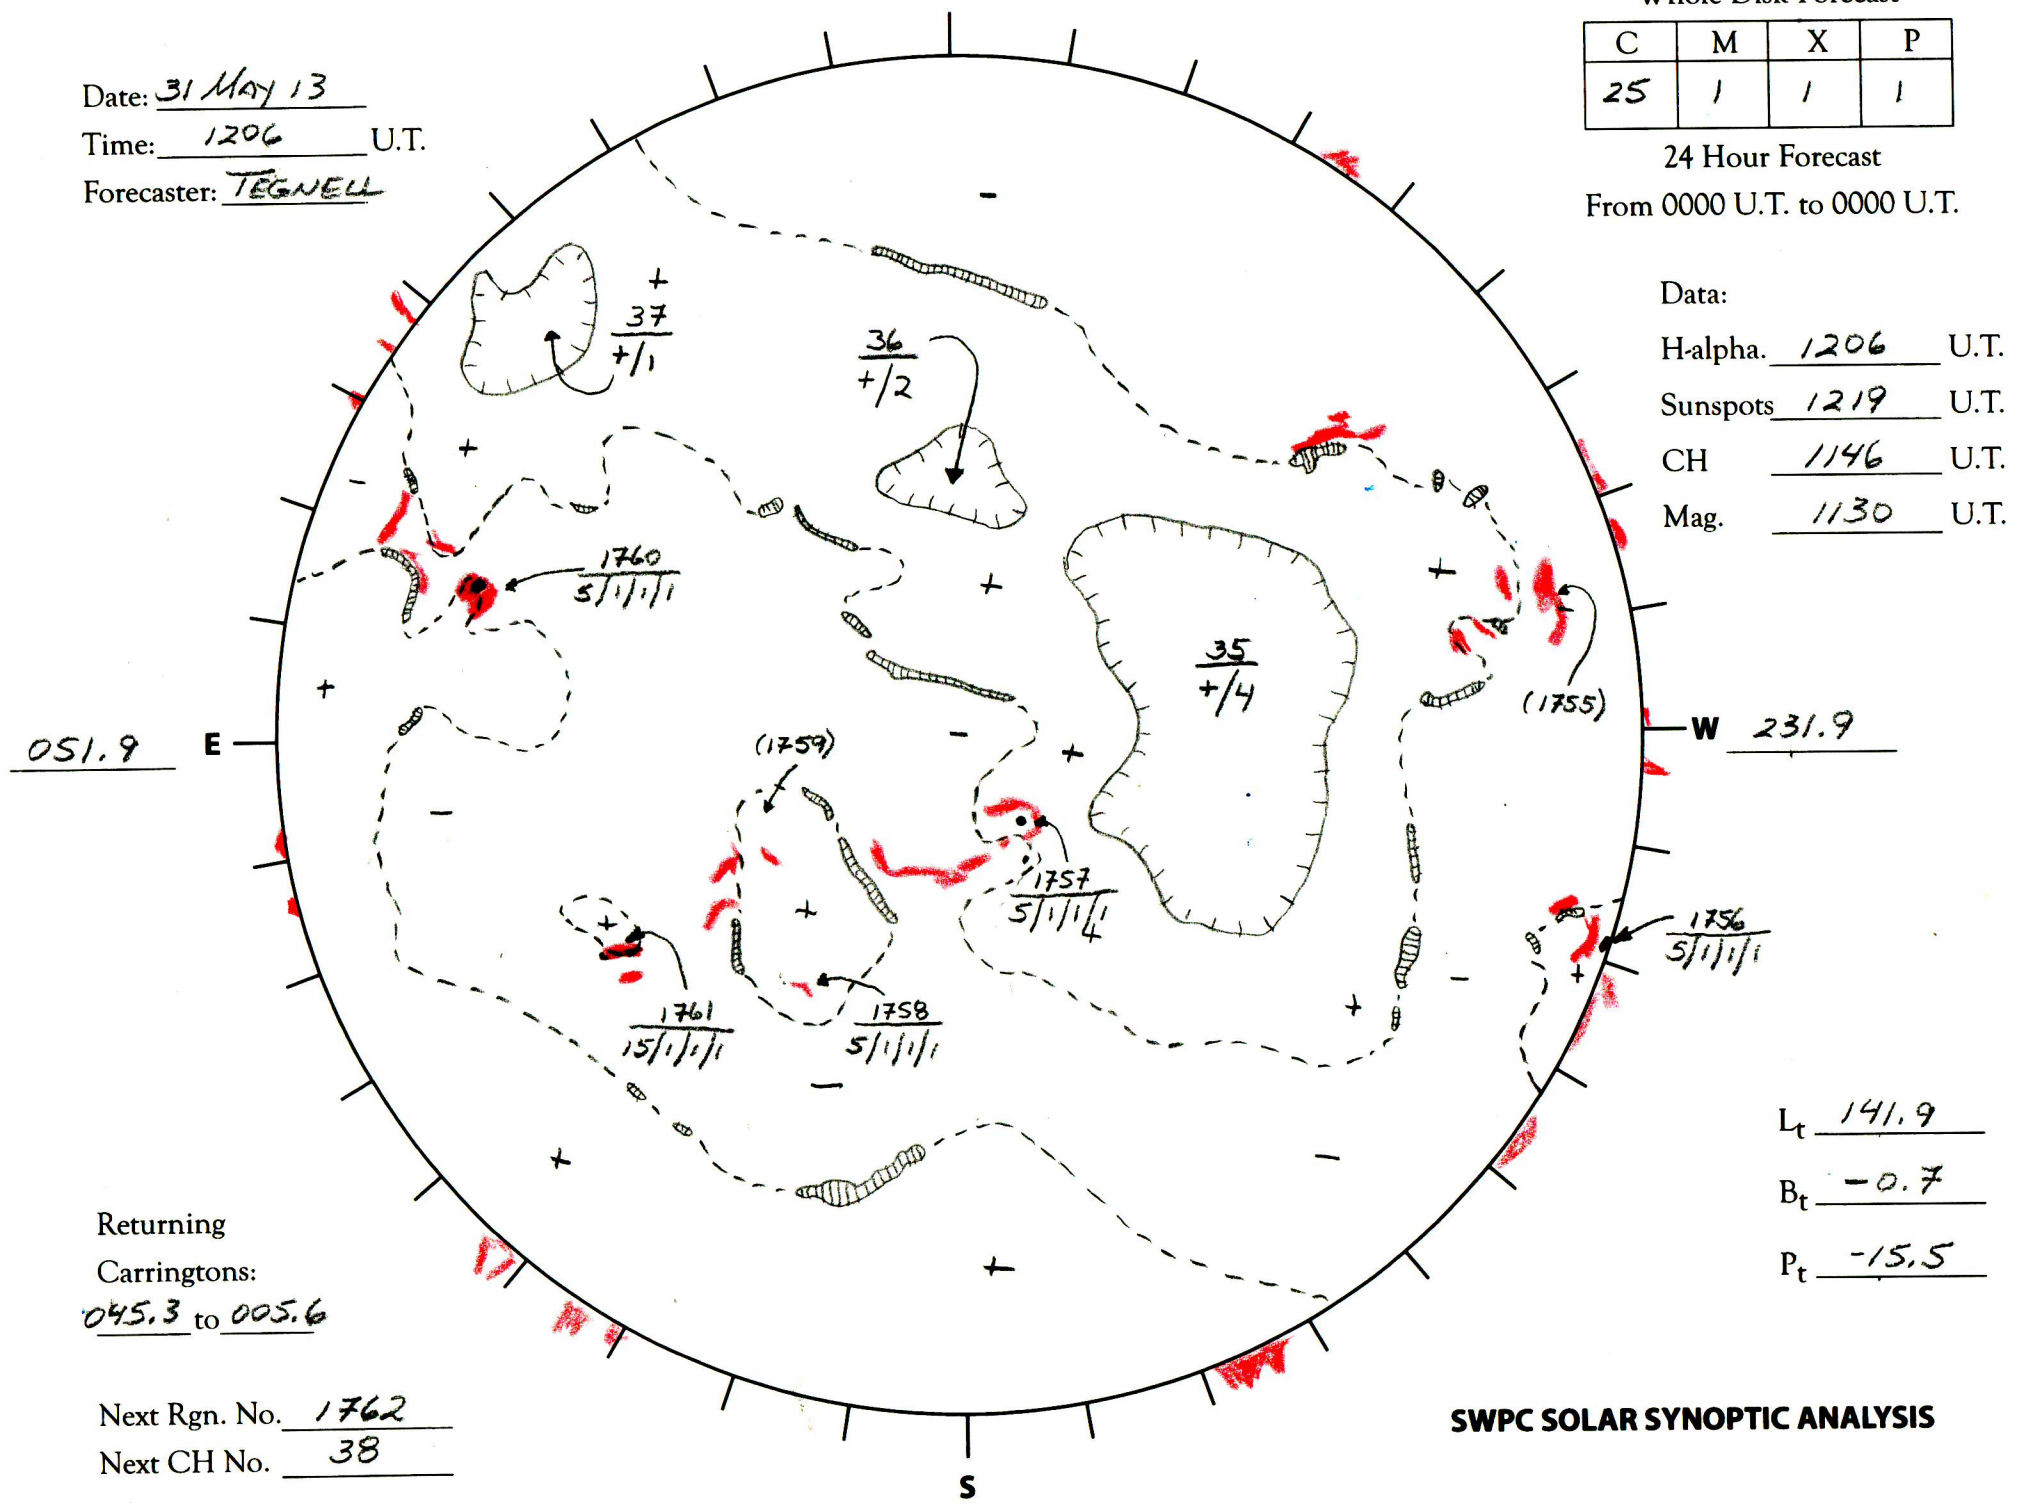 Whole Disk Forecast
C M X P
25 1 1 1
24 Hour Forecast
From 0000 U.T. to 0000 U.T.
Date: 31 MAY 13
Time: 1206 U.T.
Forecaster: TEGNELL
Data:
H-alpha. 1206 U.T.
Sunspots 1219 U.T.
CH 1146 U.T.
Mag. 1130 U.T.
-
+
37
+/1
36
+/2
+
-
+
+
1760
5/1/1/1
35
+/4
(1755)
+
051.9 E
W 231.9
(1759)
-
+
-
1757
5/1/1/4
+
+
1756
5/1/1/1
+
-
+
1761
15/1/1/1
1758
5/1/1/1
-
+
-
+
Lt 141.9
Bt -0.7
Pt -15.5
Returning
Carringtons:
045.3 to 005.6
Next Rgn. No. 1762
Next CH No. 38
SWPC SOLAR SYNOPTIC ANALYSIS
S